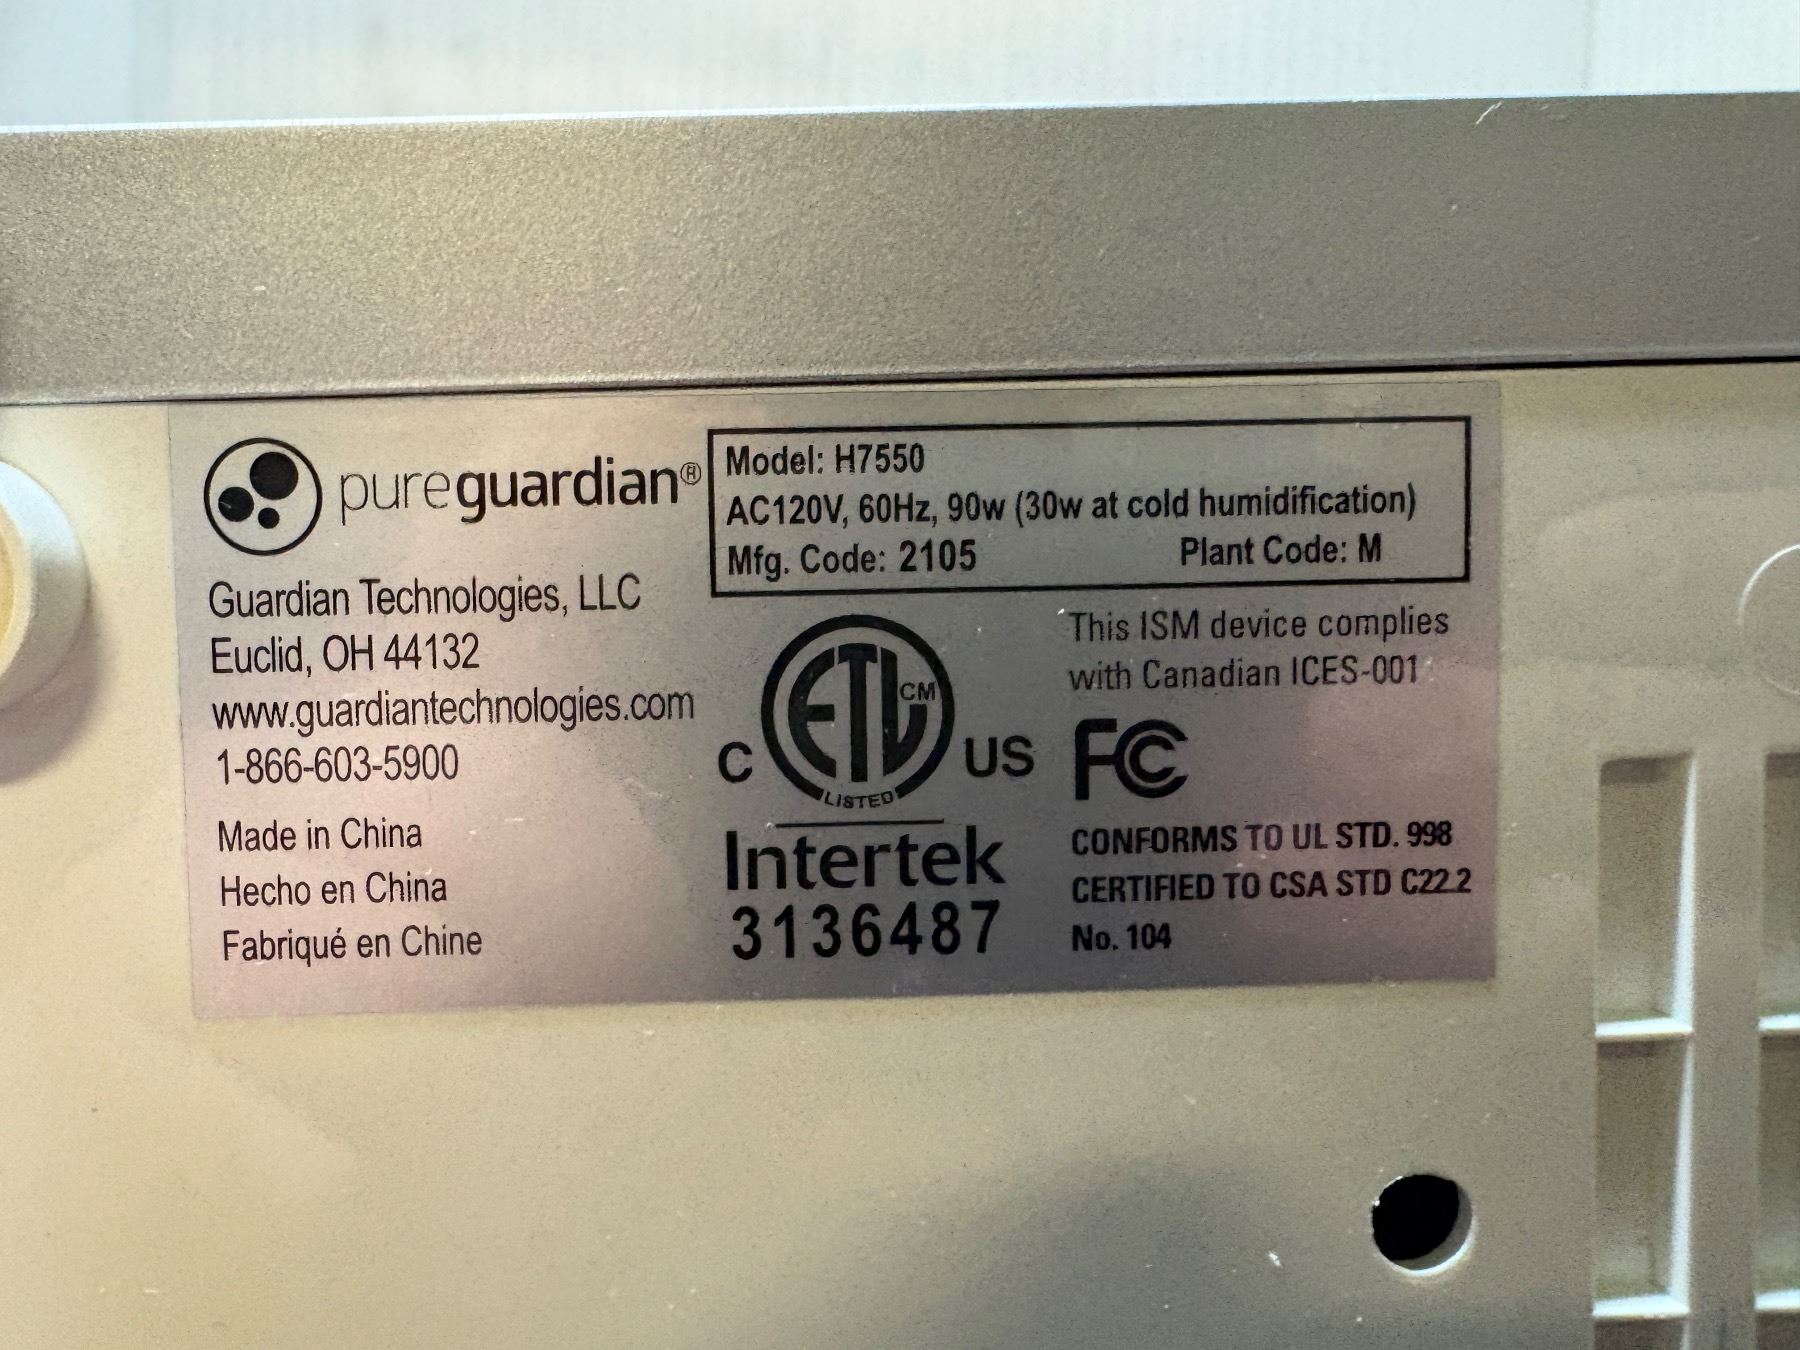 pureguardian®
Guardian Technologies, LLC
Euclid, OH 44132
www.guardiantechnologies.com
1-866-603-5900
Made in China
Hecho en China
Fabriqué en Chine
Model: H7550
AC120V, 60Hz, 90w (30w at cold humidification)
Mfg. Code: 2105 Plant Code: M
C ETL CM US
LISTED
Intertek
3136487
This ISM device complies
with Canadian ICES-001
FC
CONFORMS TO UL STD. 998
CERTIFIED TO CSA STD C22.2
No. 104